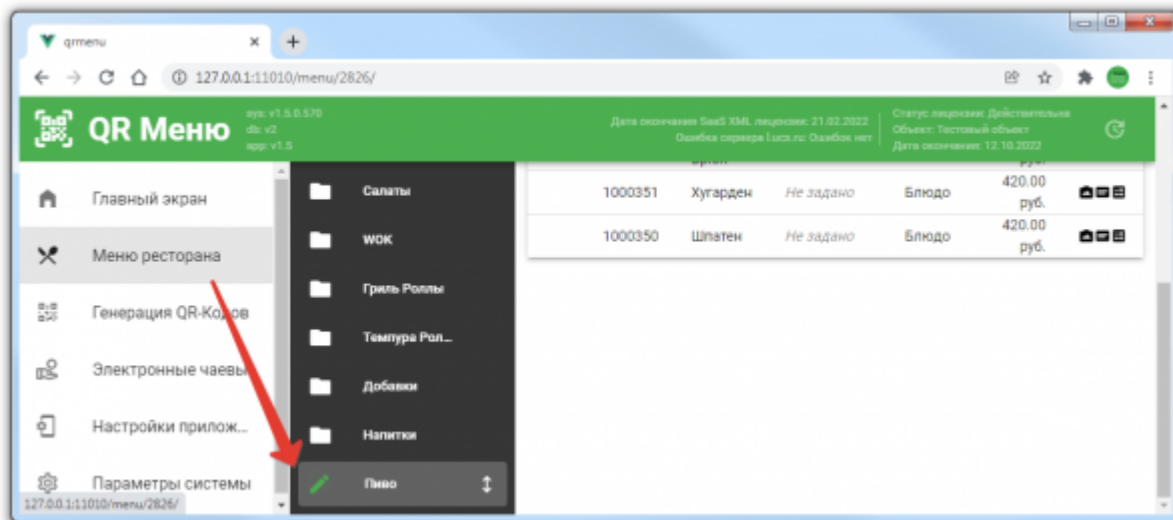 qrmenu
127.0.0.1:11010/menu/2826/
QR Меню
sys: v1.5.0.570
db: v2
app: v1.5
Дата окончания SaaS XML лицензии: 21.02.2022
Ошибка сервера l.ucs.ru: Ошибок нет
Статус лицензии: Действительна
Объект: Тестовый объект
Дата окончания: 12.10.2022
Главный экран
Меню ресторана
Генерация QR-Кодов
Электронные чаевы
Настройки прилож...
Параметры системы
127.0.0.1:11010/menu/2826/
Салаты
WOK
Гриль Роллы
Темпура Рол...
Добавки
Напитки
Пиво
руб.
1000351 Хугарден Не задано Блюдо 420.00 руб.
1000350 Шпатен Не задано Блюдо 420.00 руб.